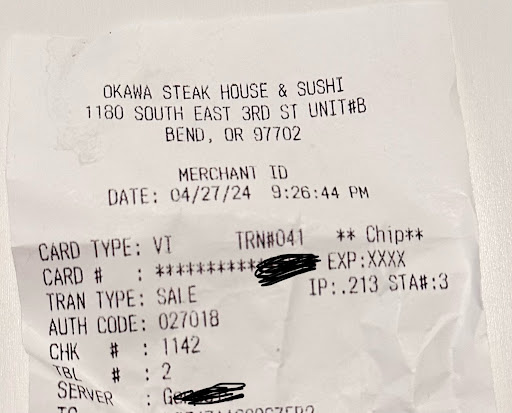 OKAWA STEAK HOUSE & SUSHI
1180 SOUTH EAST 3RD ST UNIT#B
BEND, OR 97702
MERCHANT ID
DATE: 04/27/24 9:26:44 PM
CARD TYPE: VI TRN#041 ** Chip**
CARD # : *********** EXP:XXXX
TRAN TYPE: SALE IP:.213 STA#:3
AUTH CODE: 027018
CHK # : 1142
TBL # : 2
SERVER :